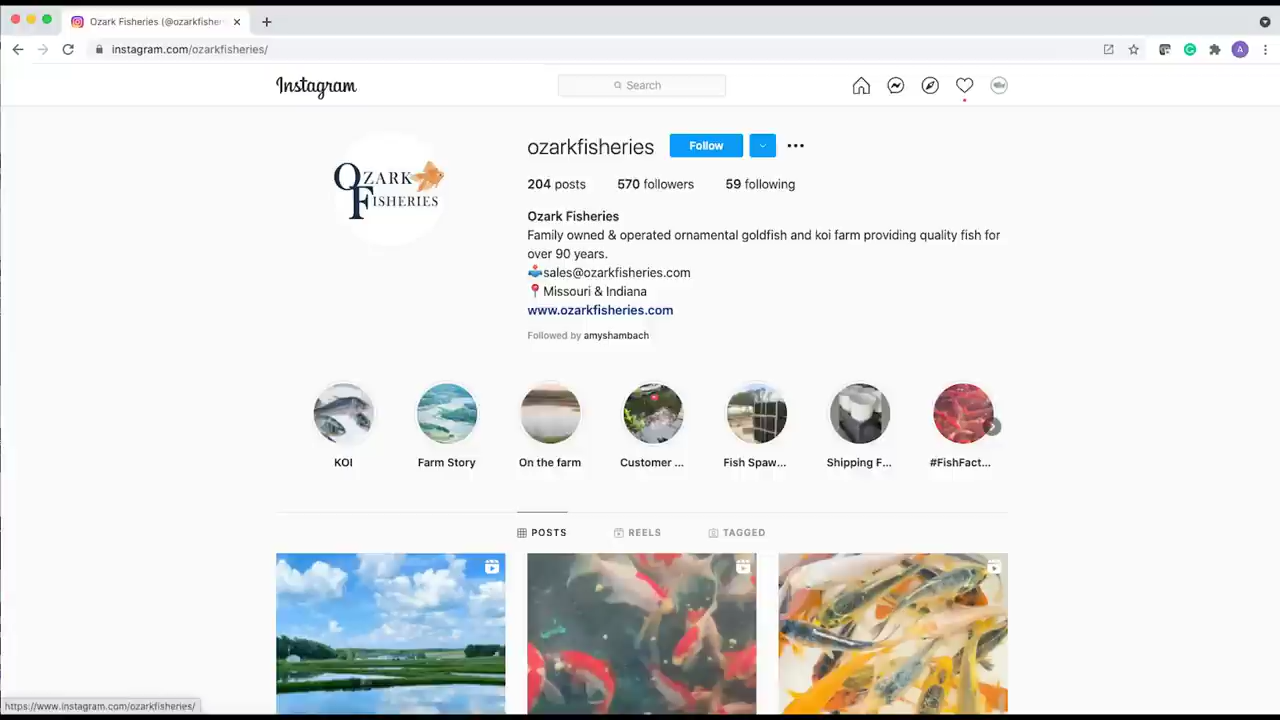 Ozark Fisheries (@ozarkfisher
instagram.com/ozarkfisheries/
A
Instagram
Search
OZARK
FISHERIES
ozarkfisheries
Follow
204 posts 570 followers 59 following
Ozark Fisheries
Family owned & operated ornamental goldfish and koi farm providing quality fish for
over 90 years.
sales@ozarkfisheries.com
Missouri & Indiana
www.ozarkfisheries.com
Followed by amyshambach
KOI Farm Story On the farm Customer ... Fish Spaw... Shipping F... #FishFact...
POSTS REELS TAGGED
https://www.instagram.com/ozarkfisheries/